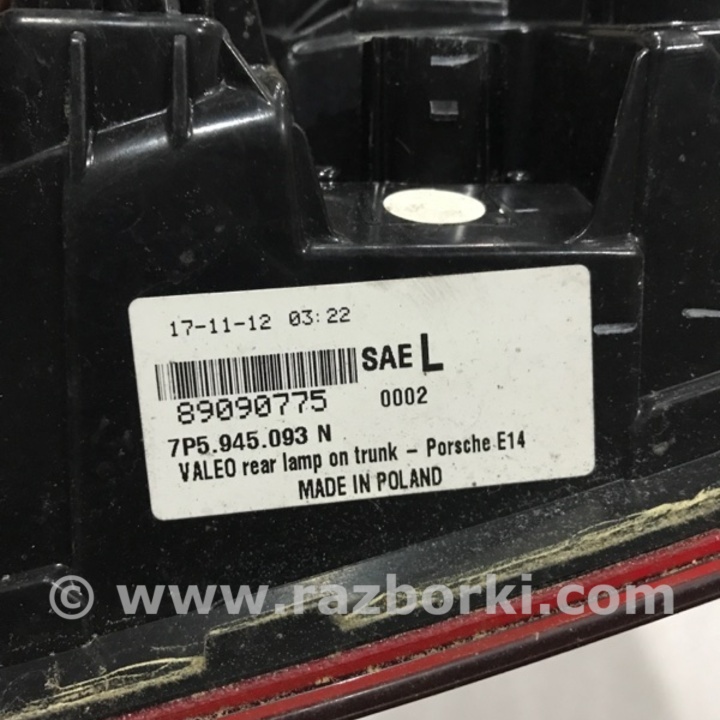 17-11-12 03:22
SAE L
89090775 0002
7P5.945.093 N
VALEO rear lamp on trunk – Porsche E14
MADE IN POLAND
© www.razborki.com